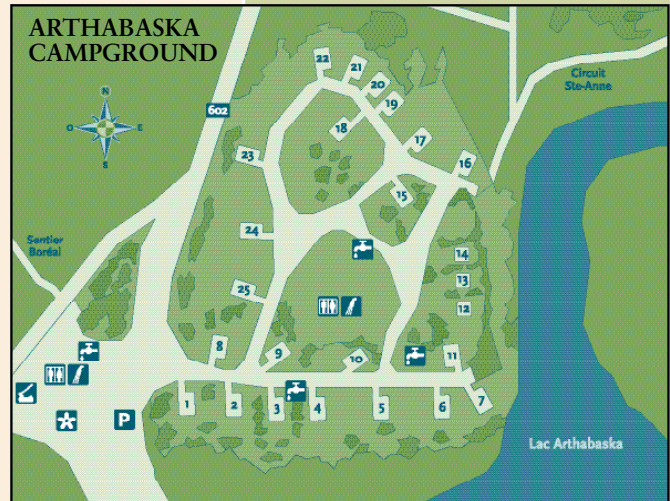 ARTHABASKA
CAMPGROUND
22
21
20
19
18
17
16
15
602
Circuit
Ste-Anne
N
O
E
S
23
24
25
Sentier
Boréal
14
13
12
11
8
9
10
1
2
3
4
5
6
7
P
Lac Arthabaska